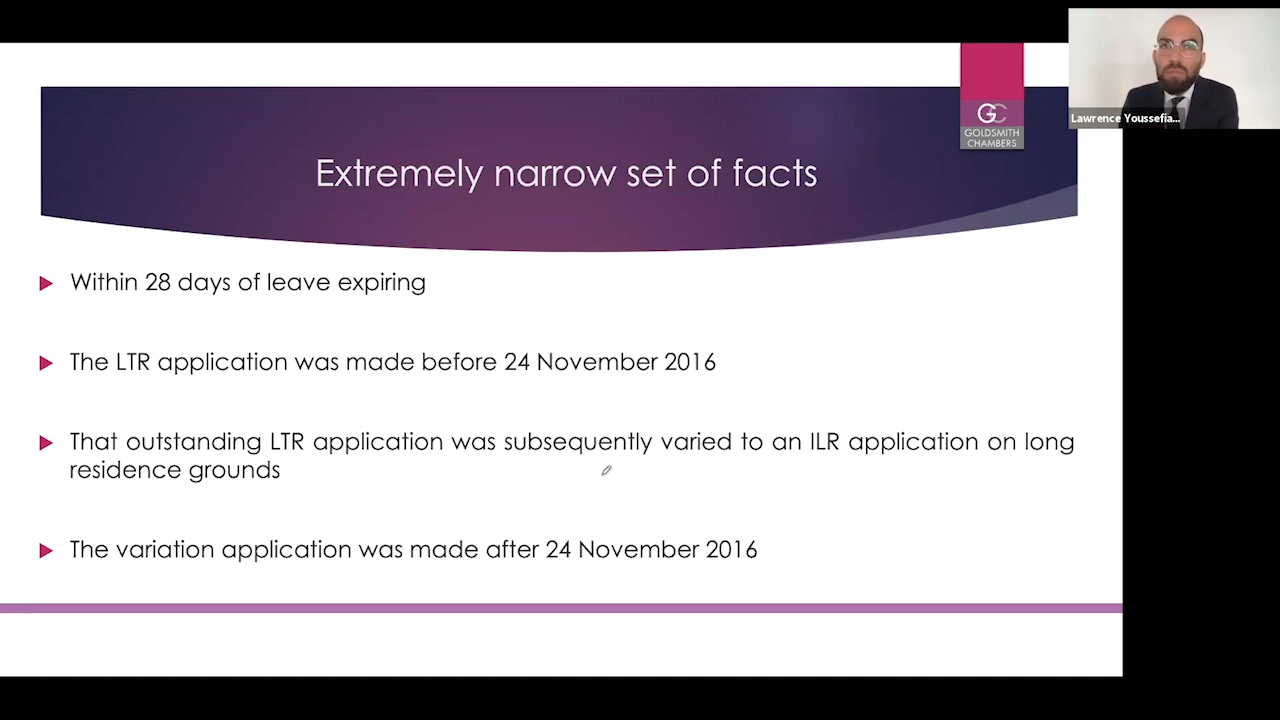 Lawrence Youssefia...
GC
GOLDSMITH
CHAMBERS
Extremely narrow set of facts
Within 28 days of leave expiring
The LTR application was made before 24 November 2016
That outstanding LTR application was subsequently varied to an ILR application on long
residence grounds
The variation application was made after 24 November 2016